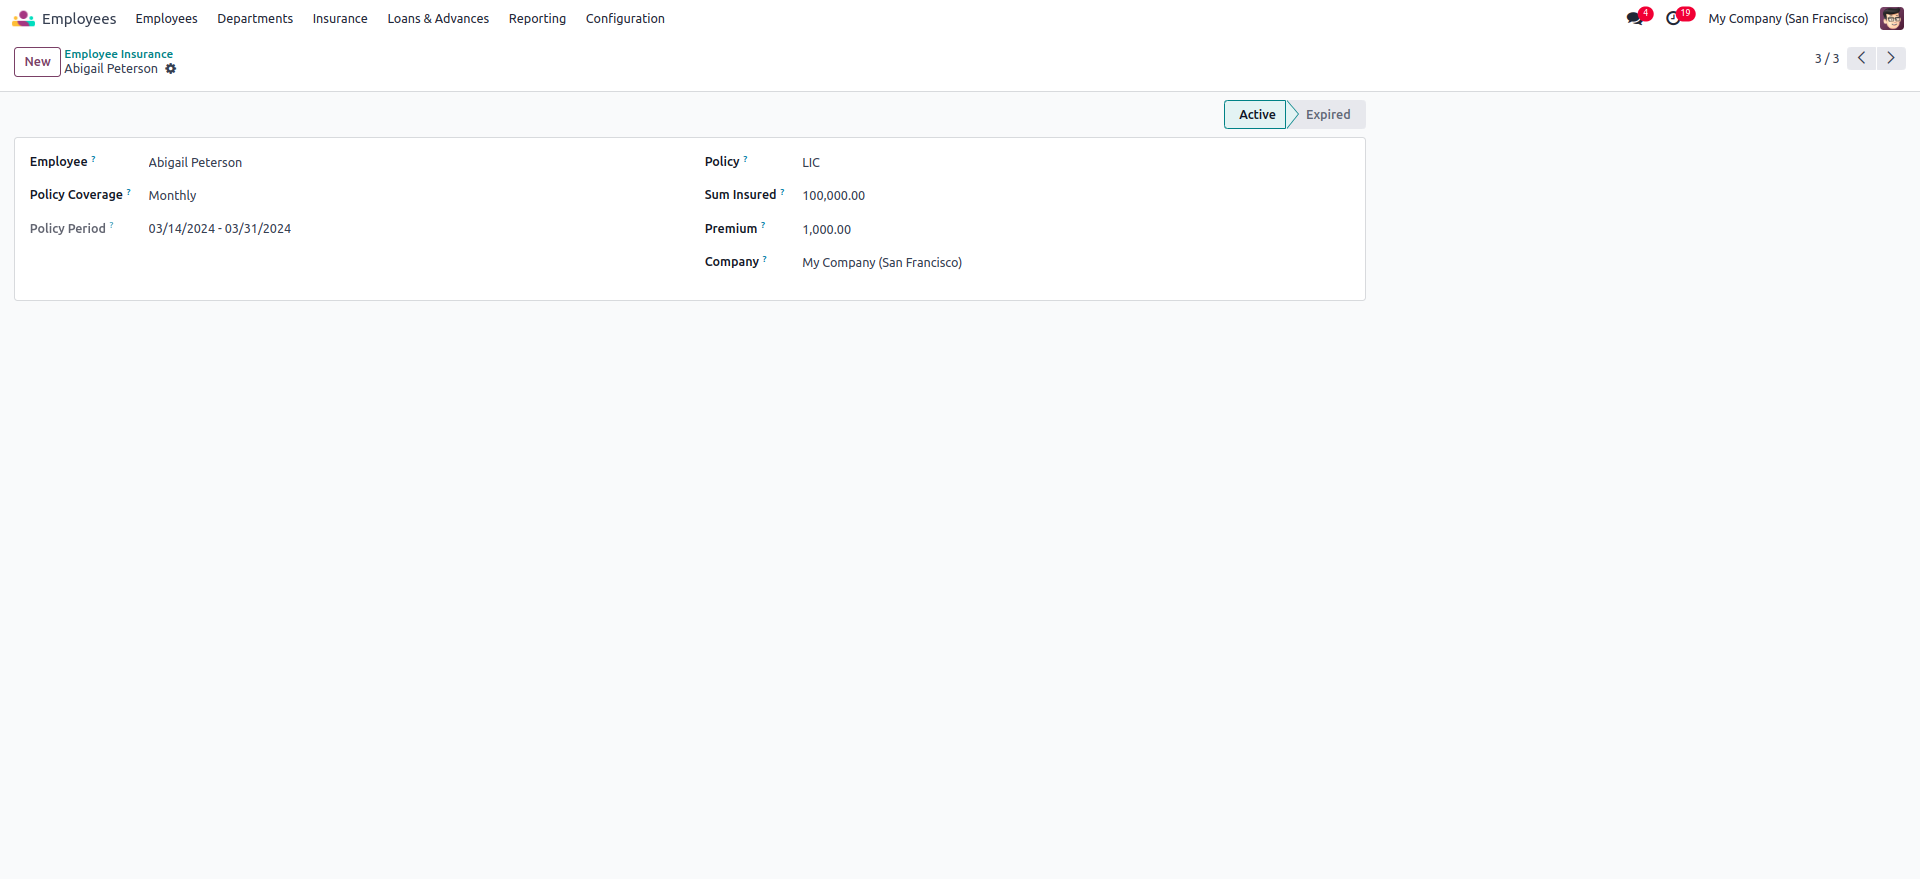 Employees Employees Departments Insurance Loans & Advances Reporting Configuration 4 19 My Company (San Francisco)
New Employee Insurance
Abigail Peterson 3 / 3
Active Expired
Employee ? Abigail Peterson Policy ? LIC
Policy Coverage ? Monthly Sum Insured ? 100,000.00
Policy Period ? 03/14/2024 - 03/31/2024 Premium ? 1,000.00
Company ? My Company (San Francisco)